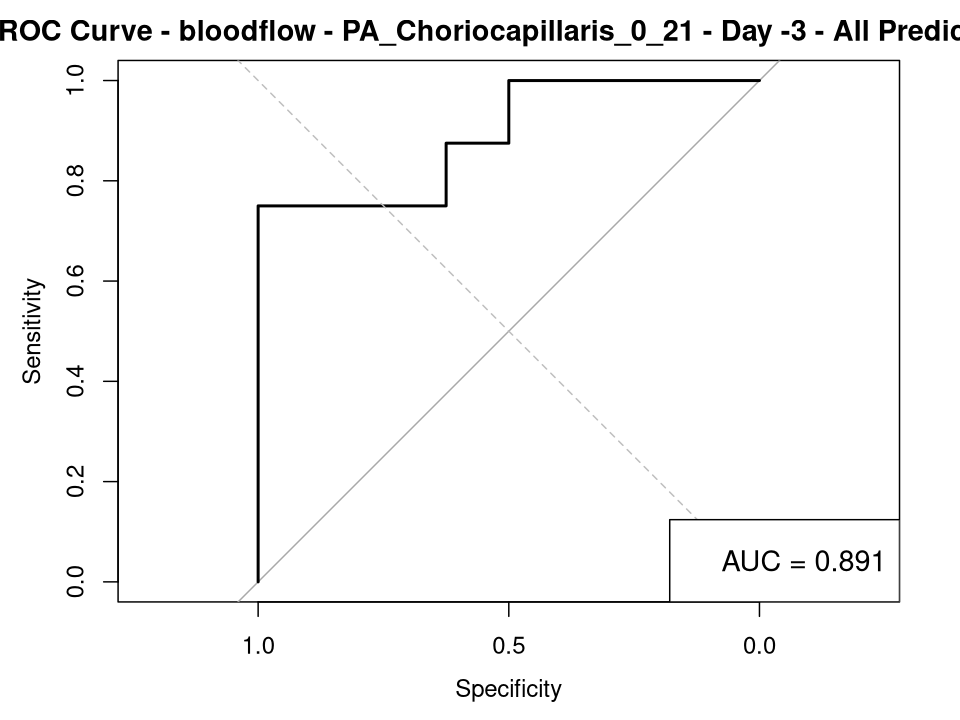 ROC Curve - bloodflow - PA_Choriocapillaris_0_21 - Day -3 - All Predic
1.0
0.8
0.6
0.4
0.2
0.0
Sensitivity
AUC = 0.891
1.0 0.5 0.0
Specificity